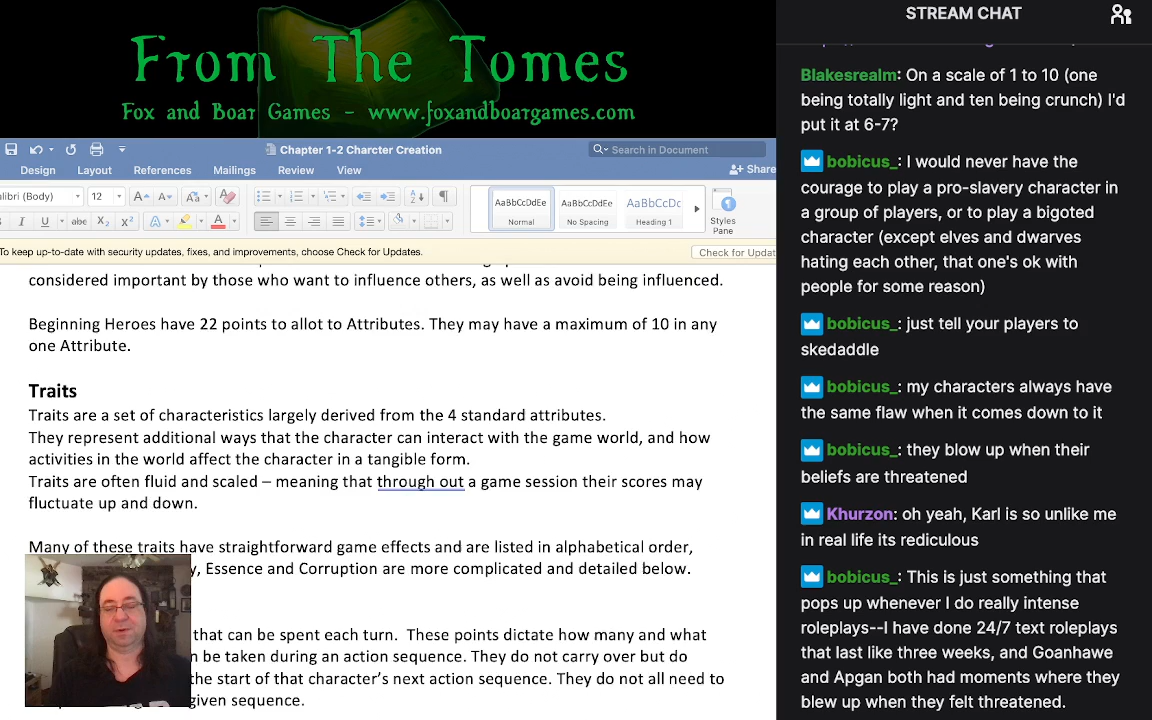 From The Tomes
Fox and Boar Games - www.foxandboargames.com
Chapter 1-2 Charcter Creation
Search in Document
Design Layout References Mailings Review View
Share
alibri (Body) 12
AaBbCcDdEe AaBbCcDdEe AaBbCcDc
Normal No Spacing Heading 1
Styles
Pane
To keep up-to-date with security updates, fixes, and improvements, choose Check for Updates.
Check for Updat
considered important by those who want to influence others, as well as avoid being influenced.
Beginning Heroes have 22 points to allot to Attributes. They may have a maximum of 10 in any
one Attribute.
Traits
Traits are a set of characteristics largely derived from the 4 standard attributes.
They represent additional ways that the character can interact with the game world, and how
activities in the world affect the character in a tangible form.
Traits are often fluid and scaled – meaning that through out a game session their scores may
fluctuate up and down.
Many of these traits have straightforward game effects and are listed in alphabetical order,
y, Essence and Corruption are more complicated and detailed below.
that can be spent each turn. These points dictate how many and what
n be taken during an action sequence. They do not carry over but do
the start of that character's next action sequence. They do not all need to
given sequence.
STREAM CHAT
Blakesrealm: On a scale of 1 to 10 (one
being totally light and ten being crunch) I'd
put it at 6-7?
bobicus_: I would never have the
courage to play a pro-slavery character in
a group of players, or to play a bigoted
character (except elves and dwarves
hating each other, that one's ok with
people for some reason)
bobicus_: just tell your players to
skedaddle
bobicus_: my characters always have
the same flaw when it comes down to it
bobicus_: they blow up when their
beliefs are threatened
Khurzon: oh yeah, Karl is so unlike me
in real life its rediculous
bobicus_: This is just something that
pops up whenever I do really intense
roleplays--I have done 24/7 text roleplays
that last like three weeks, and Goanhawe
and Apgan both had moments where they
blew up when they felt threatened.